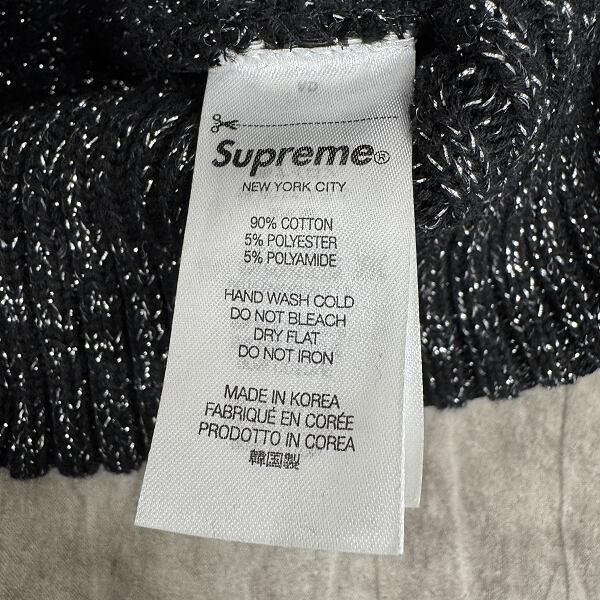 Supreme®
NEW YORK CITY
90% COTTON
5% POLYESTER
5% POLYAMIDE
HAND WASH COLD
DO NOT BLEACH
DRY FLAT
DO NOT IRON
MADE IN KOREA
FABRIQUÉ EN CORÉE
PRODOTTO IN COREA
韓国製